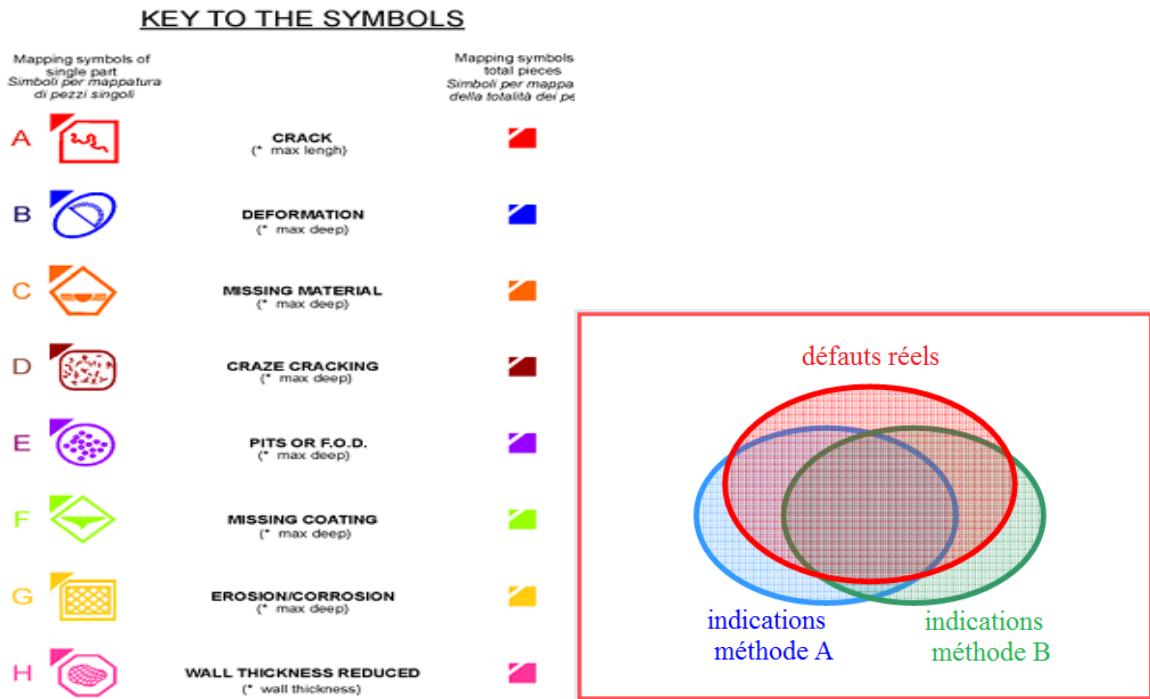 KEY TO THE SYMBOLS
Mapping symbols of
single part
Simboli per mappatura
di pezzi singoli
Mapping symbols
total pieces
Simboli per mappa
della totalità dei pe
A
CRACK
(* max lengh)
B
DEFORMATION
(* max deep)
C
MISSING MATERIAL
(* max deep)
D
CRAZE CRACKING
(* max deep)
E
PITS OR F.O.D.
(* max deep)
F
MISSING COATING
(* max deep)
G
EROSION/CORROSION
(* max deep)
H
WALL THICKNESS REDUCED
(* wall thickness)
défauts réels
indications
méthode A
indications
méthode B